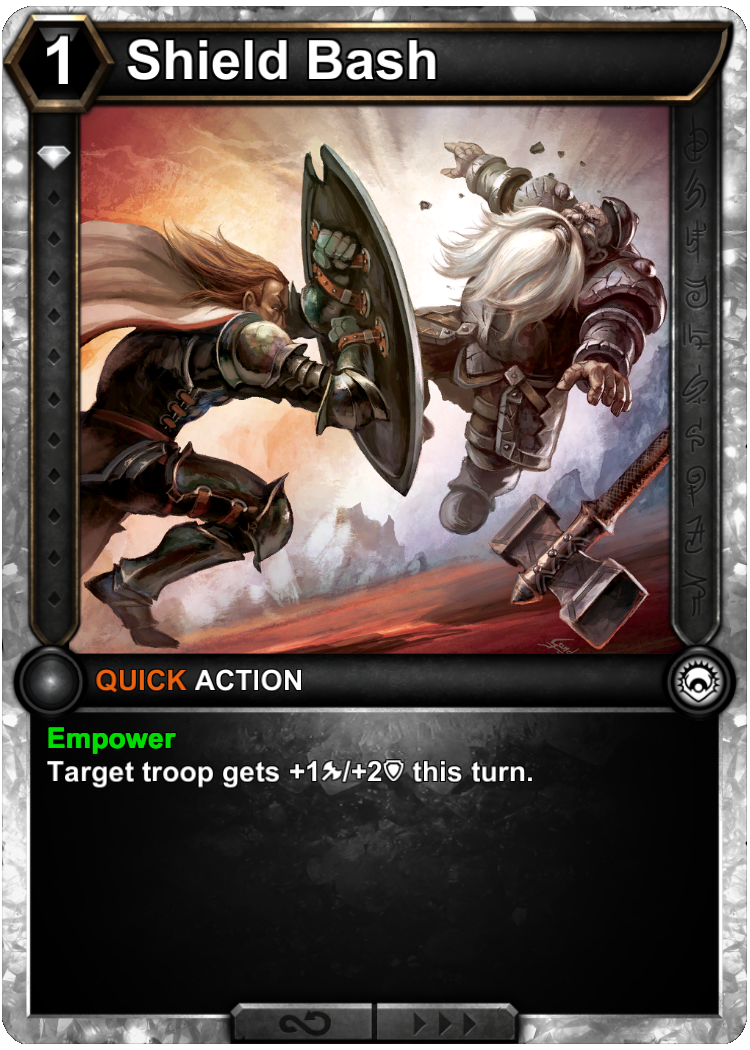 1
Shield Bash
QUICK ACTION
Empower
Target troop gets +1/+2 this turn.